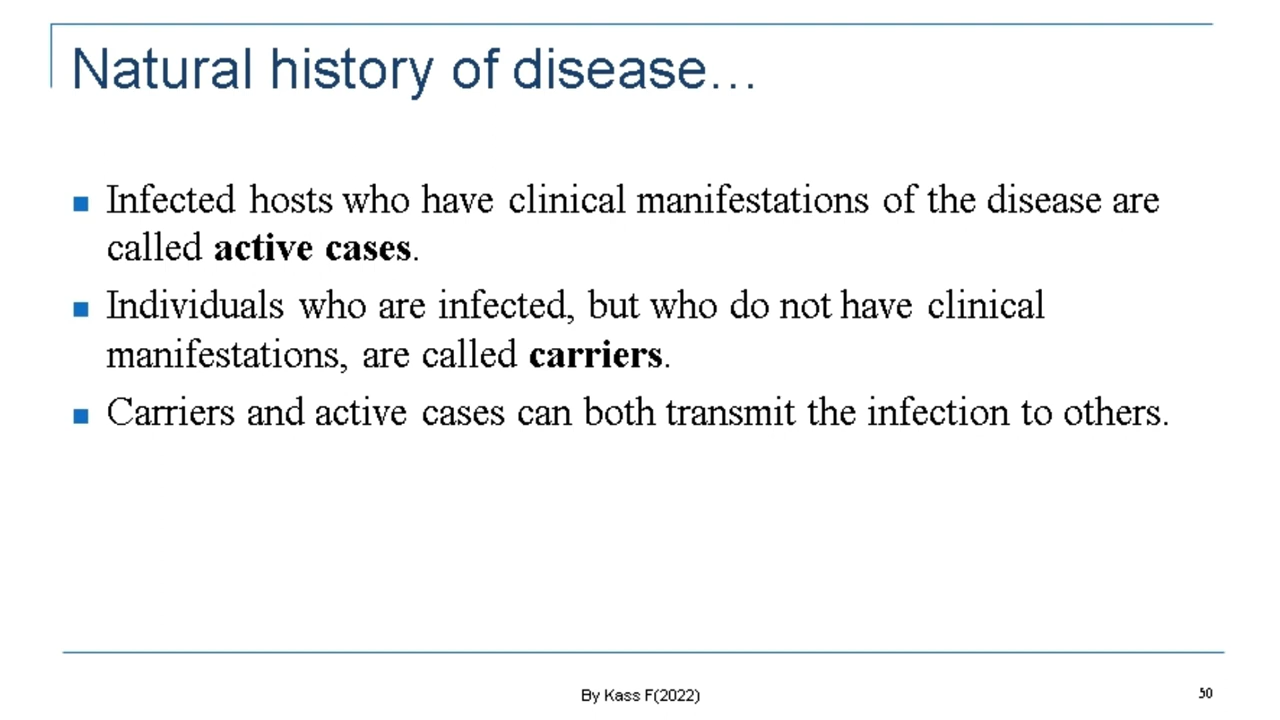 Natural history of disease...
Infected hosts who have clinical manifestations of the disease are
called active cases.
Individuals who are infected, but who do not have clinical
manifestations, are called carriers.
Carriers and active cases can both transmit the infection to others.
By Kass F(2022)
50